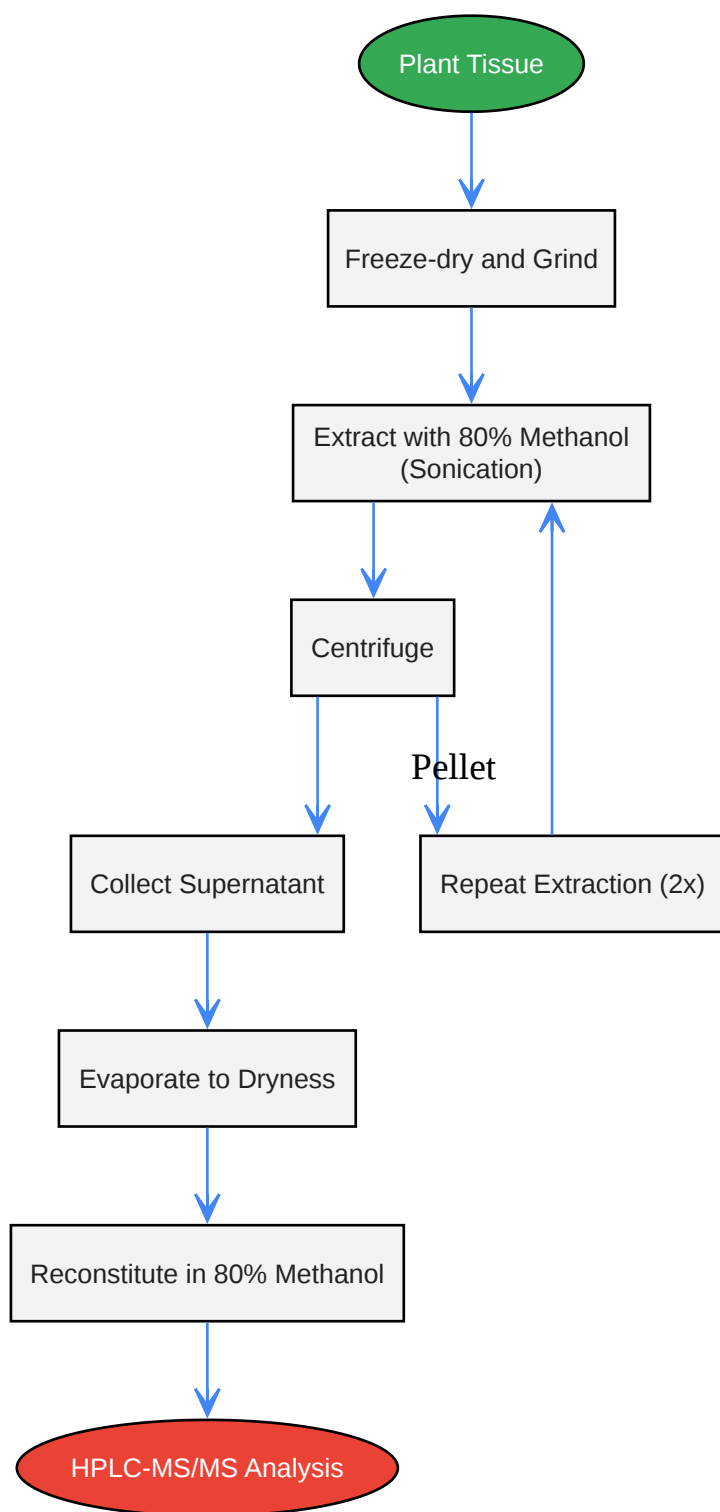 Plant Tissue
Freeze-dry and Grind
Extract with 80% Methanol
(Sonication)
Centrifuge
Pellet
Collect Supernatant
Repeat Extraction (2x)
Evaporate to Dryness
Reconstitute in 80% Methanol
HPLC-MS/MS Analysis